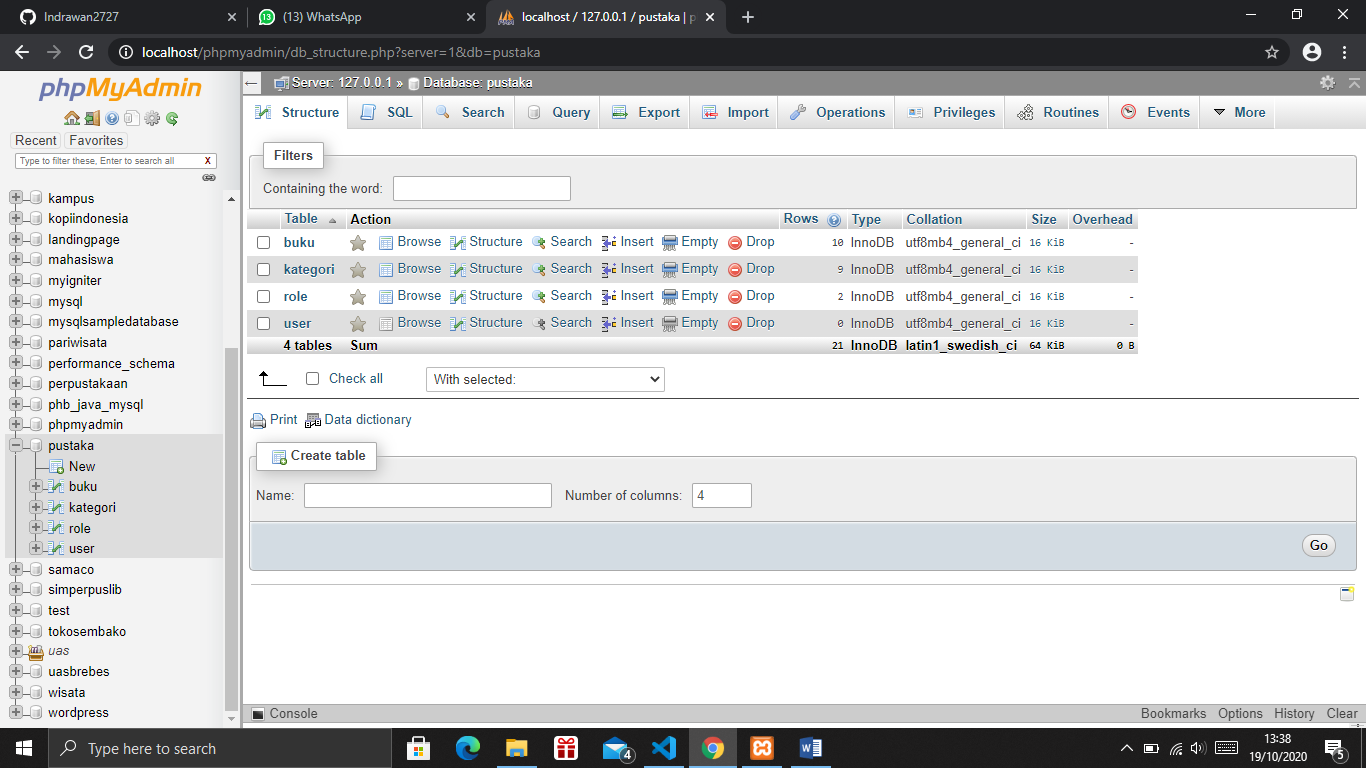 Indrawan2727
(13) WhatsApp
localhost / 127.0.0.1 / pustaka | p
localhost/phpmyadmin/db_structure.php?server=1&db=pustaka
phpMyAdmin
Recent Favorites
Type to filter these, Enter to search all X
kampus
kopiindonesia
landingpage
mahasiswa
myigniter
mysql
mysqlsampledatabase
pariwisata
performance_schema
perpustakaan
phb_java_mysql
phpmyadmin
pustaka
New
buku
kategori
role
user
samaco
simperpuslib
test
tokosembako
uas
uasbrebes
wisata
wordpress
Server: 127.0.0.1 » Database: pustaka
Structure SQL Search Query Export Import Operations Privileges Routines Events More
Filters
Containing the word:
Table Action Rows Type Collation Size Overhead
buku Browse Structure Search Insert Empty Drop 10 InnoDB utf8mb4_general_ci 16 KiB -
kategori Browse Structure Search Insert Empty Drop 9 InnoDB utf8mb4_general_ci 16 KiB -
role Browse Structure Search Insert Empty Drop 2 InnoDB utf8mb4_general_ci 16 KiB -
user Browse Structure Search Insert Empty Drop 0 InnoDB utf8mb4_general_ci 16 KiB -
4 tables Sum 21 InnoDB latin1_swedish_ci 64 KiB 0 B
Check all With selected:
Print Data dictionary
Create table
Name: Number of columns: 4
Go
Console Bookmarks Options History Clear
Type here to search
4
13:38
19/10/2020
5